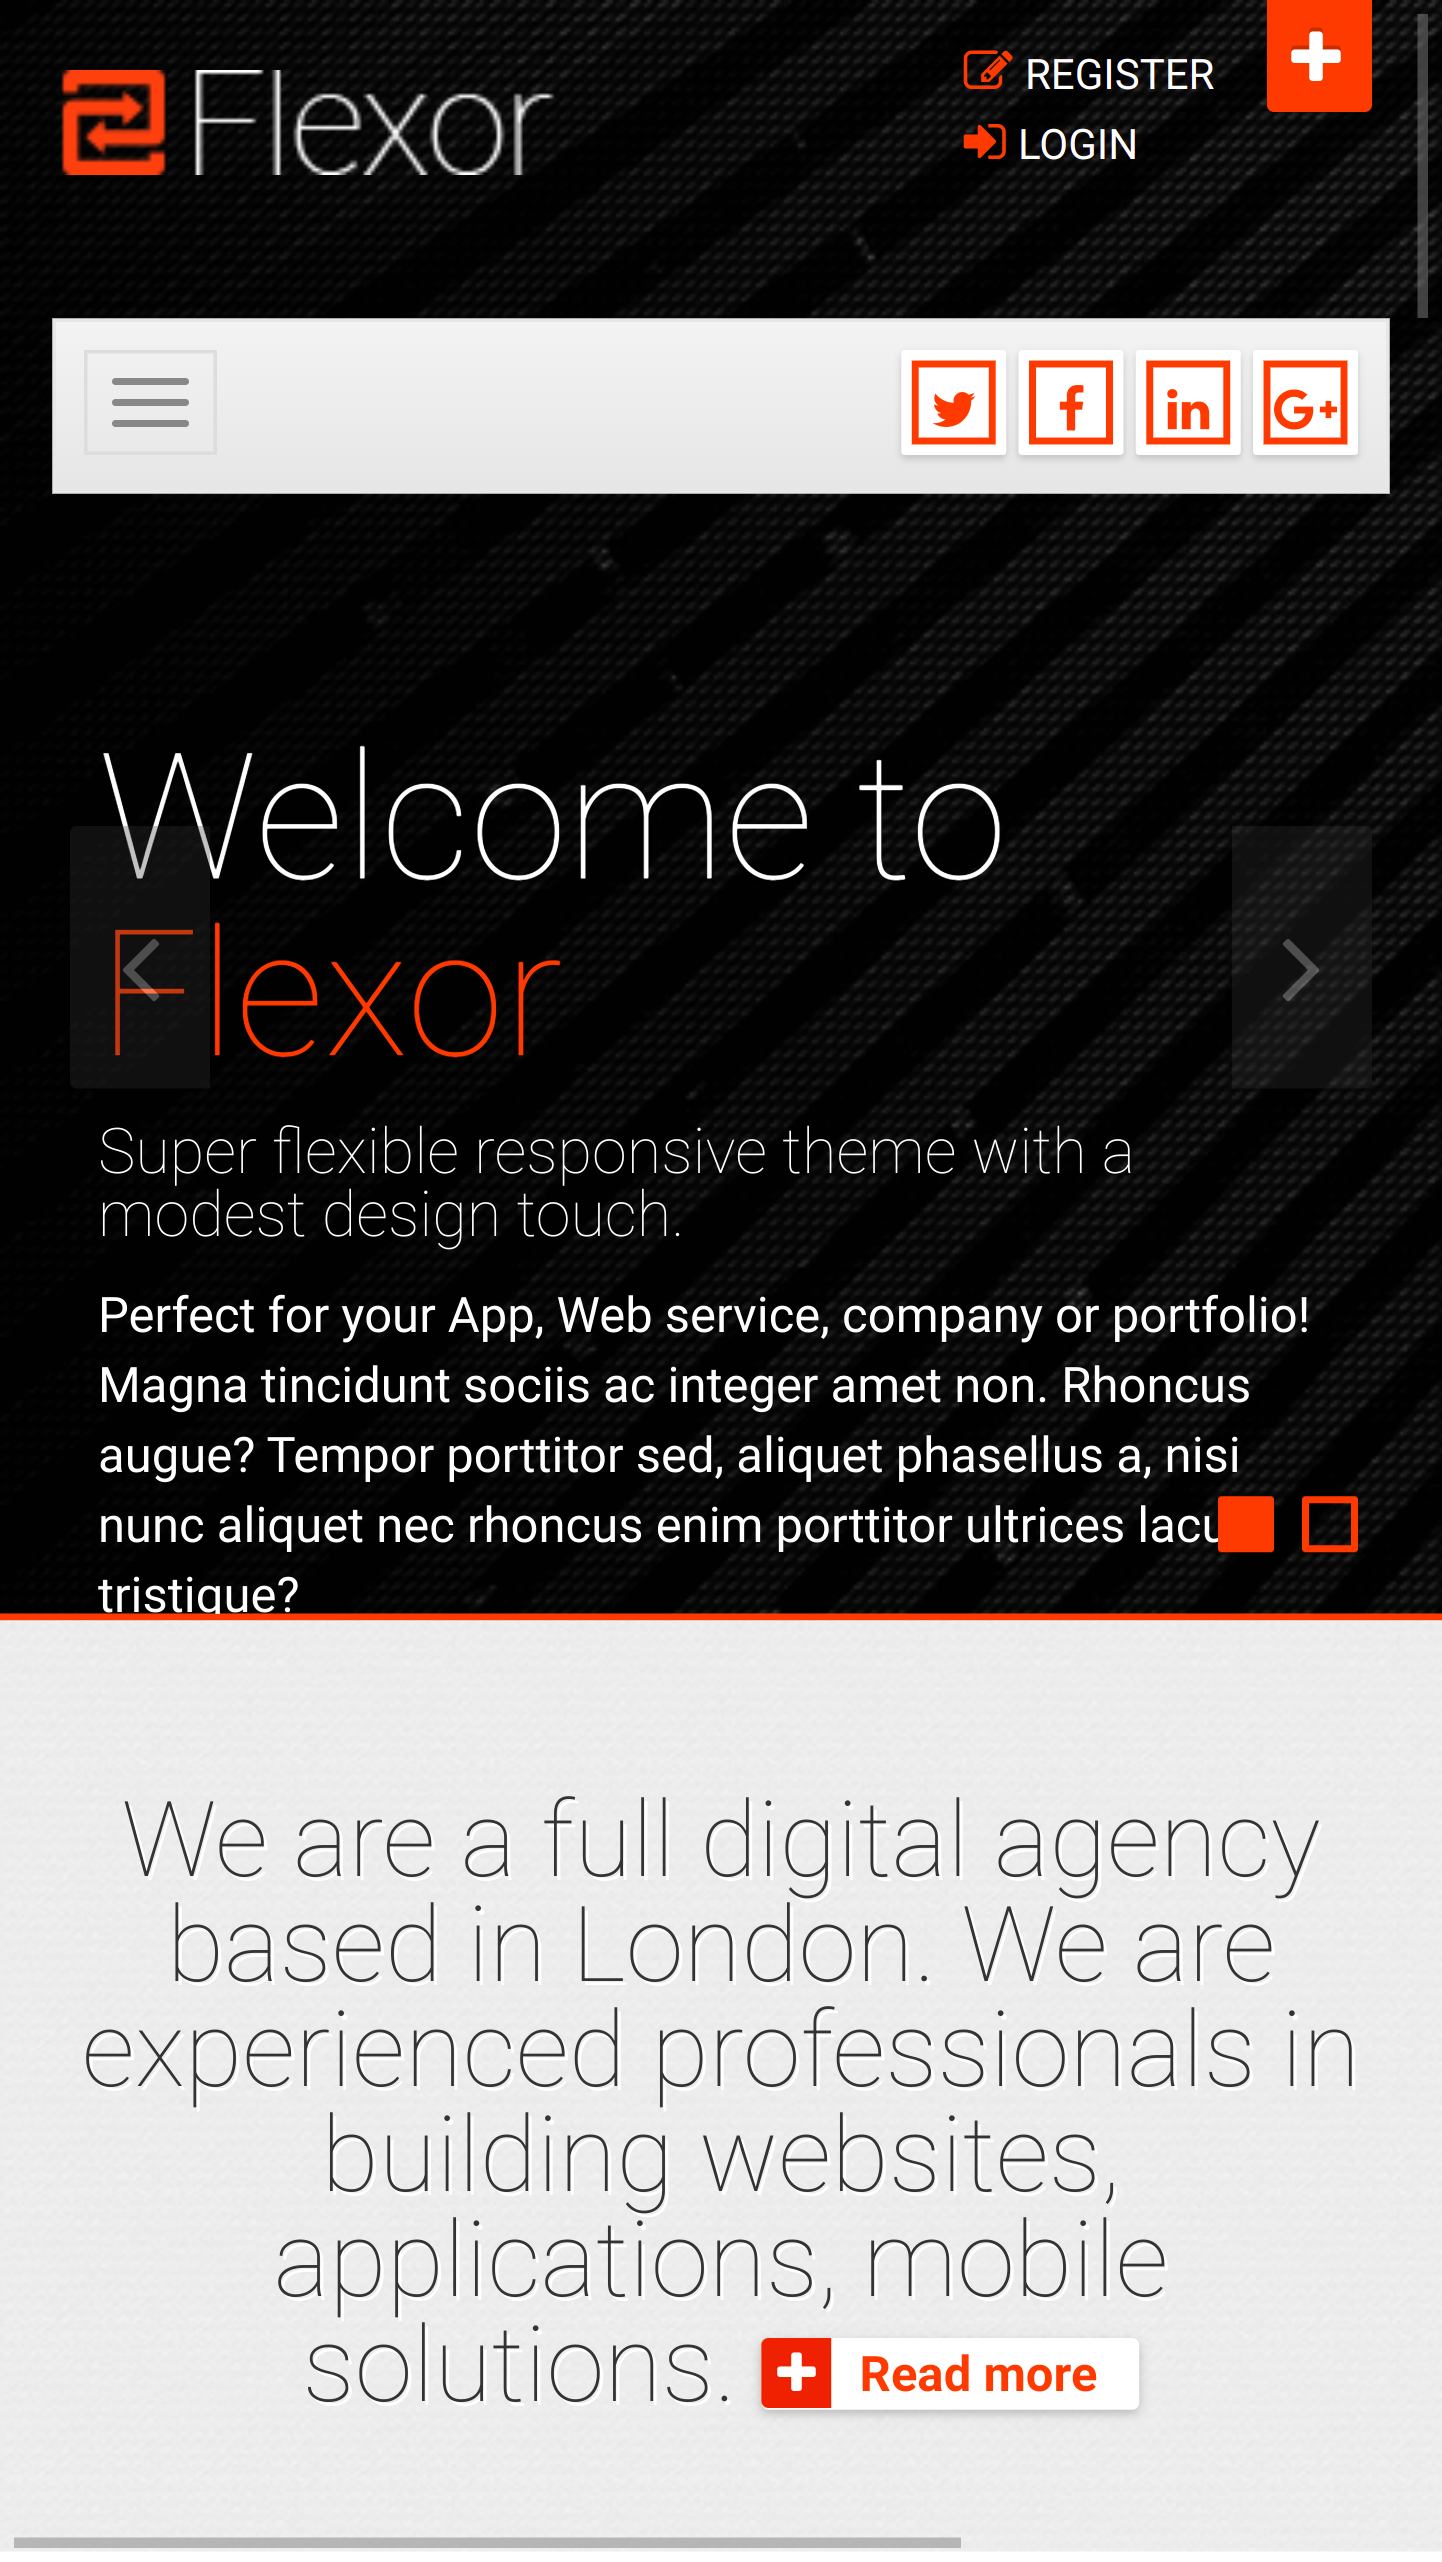 Flexor
REGISTER
LOGIN
Welcome to
Flexor
Super flexible responsive theme with a
modest design touch.
Perfect for your App, Web service, company or portfolio!
Magna tincidunt sociis ac integer amet non. Rhoncus
augue? Tempor porttitor sed, aliquet phasellus a, nisi
nunc aliquet nec rhoncus enim porttitor ultrices lacu
tristique?
We are a full digital agency
based in London. We are
experienced professionals in
building websites,
applications, mobile
solutions. Read more